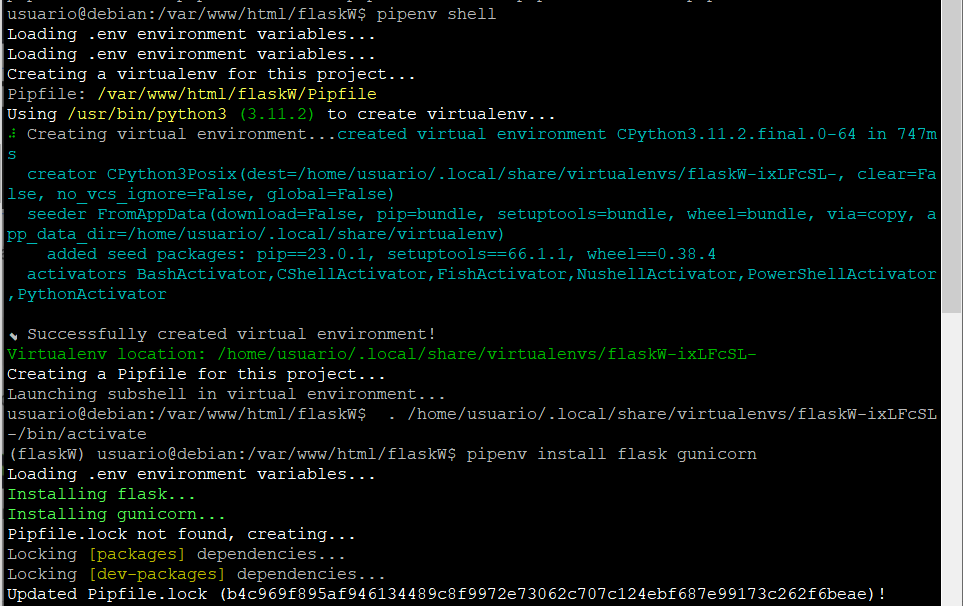 usuario@debian:/var/www/html/flaskW$ pipenv shell
Loading .env environment variables...
Loading .env environment variables...
Creating a virtualenv for this project...
Pipfile: /var/www/html/flaskW/Pipfile
Using /usr/bin/python3 (3.11.2) to create virtualenv...
⠼ Creating virtual environment...created virtual environment CPython3.11.2.final.0-64 in 747m
s
  creator CPython3Posix(dest=/home/usuario/.local/share/virtualenvs/flaskW-ixLFcSL-, clear=Fa
lse, no_vcs_ignore=False, global=False)
  seeder FromAppData(download=False, pip=bundle, setuptools=bundle, wheel=bundle, via=copy, a
pp_data_dir=/home/usuario/.local/share/virtualenv)
    added seed packages: pip==23.0.1, setuptools==66.1.1, wheel==0.38.4
  activators BashActivator,CShellActivator,FishActivator,NushellActivator,PowerShellActivator
,PythonActivator
✔ Successfully created virtual environment!
Virtualenv location: /home/usuario/.local/share/virtualenvs/flaskW-ixLFcSL-
Creating a Pipfile for this project...
Launching subshell in virtual environment...
usuario@debian:/var/www/html/flaskW$  . /home/usuario/.local/share/virtualenvs/flaskW-ixLFcSL
-/bin/activate
(flaskW) usuario@debian:/var/www/html/flaskW$ pipenv install flask gunicorn
Loading .env environment variables...
Installing flask...
Installing gunicorn...
Pipfile.lock not found, creating...
Locking [packages] dependencies...
Locking [dev-packages] dependencies...
Updated Pipfile.lock (b4c969f895af946134489c8f9972e73062c707c124ebf687e99173c262f6beae)!